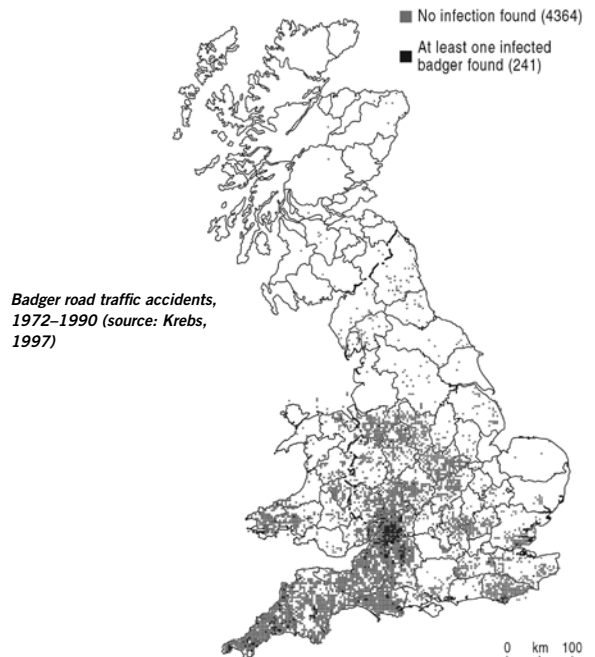 No infection found (4364)
At least one infected
badger found (241)
Badger road traffic accidents,
1972–1990 (source: Krebs,
1997)
0 km 100